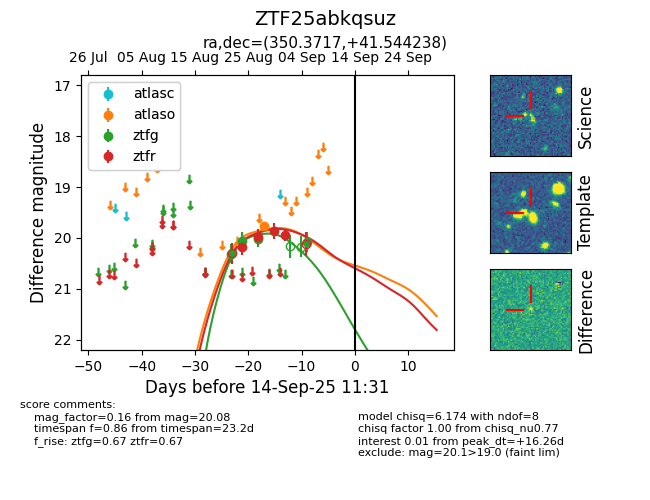 ZTF25abkqsuz
ra,dec=(350.3717,+41.544238)
26 Jul 05 Aug 15 Aug 25 Aug 04 Sep 14 Sep 24 Sep
atlasc
atlaso
ztfg
ztfr
17
18
19
20
21
22
Difference magnitude
−50 −40 −30 −20 −10 0 10
Days before 14-Sep-25 11:31
Science
Template
Difference
score comments:
mag_factor=0.16 from mag=20.08
timespan f=0.86 from timespan=23.2d
f_rise: ztfg=0.67 ztfr=0.67
model chisq=6.174 with ndof=8
chisq factor 1.00 from chisq_nu0.77
interest 0.01 from peak_dt=+16.26d
exclude: mag=20.1>19.0 (faint lim)